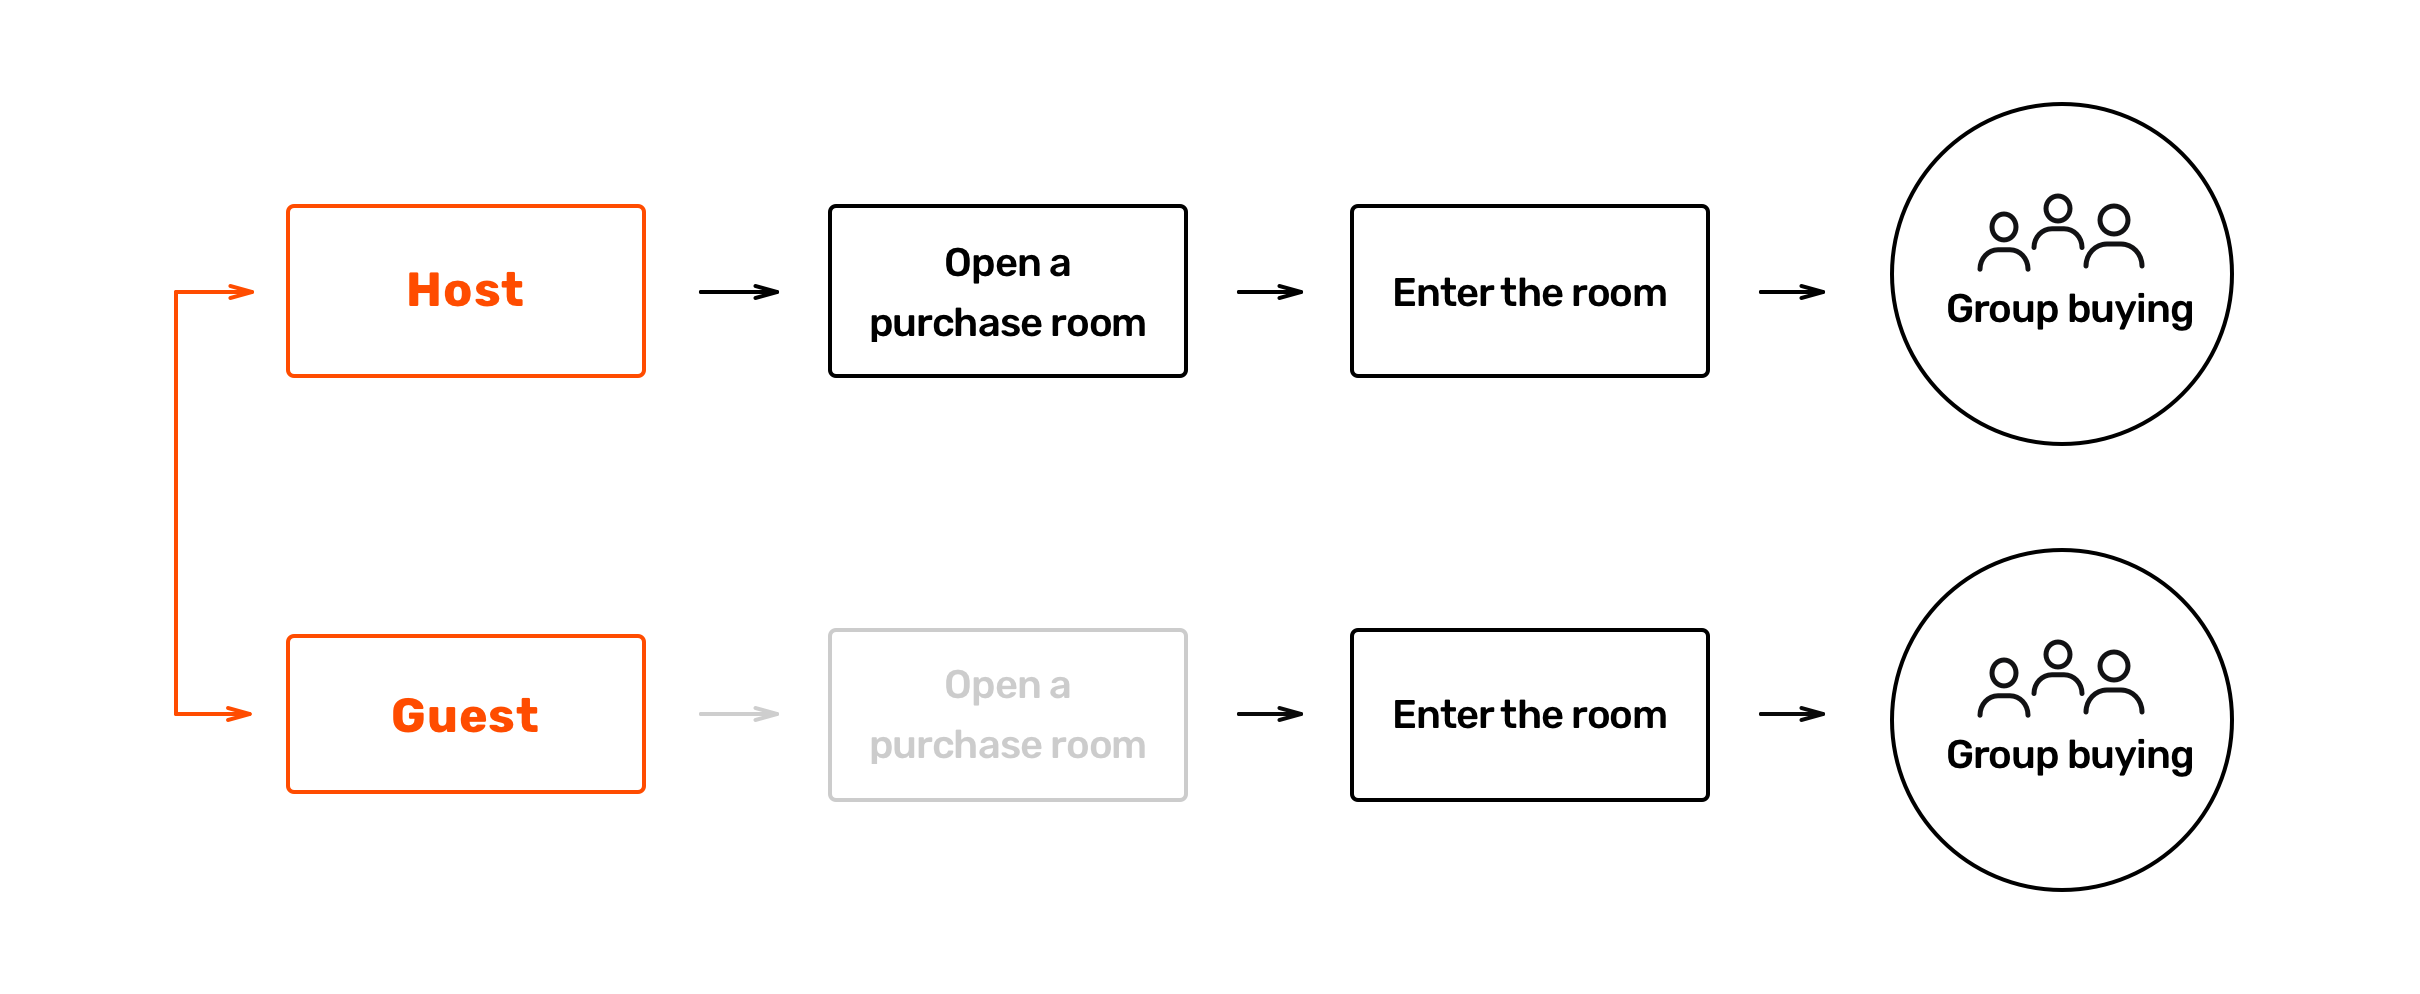 Host
Open a
purchase room
Enter the room
Group buying
Guest
Open a
purchase room
Enter the room
Group buying